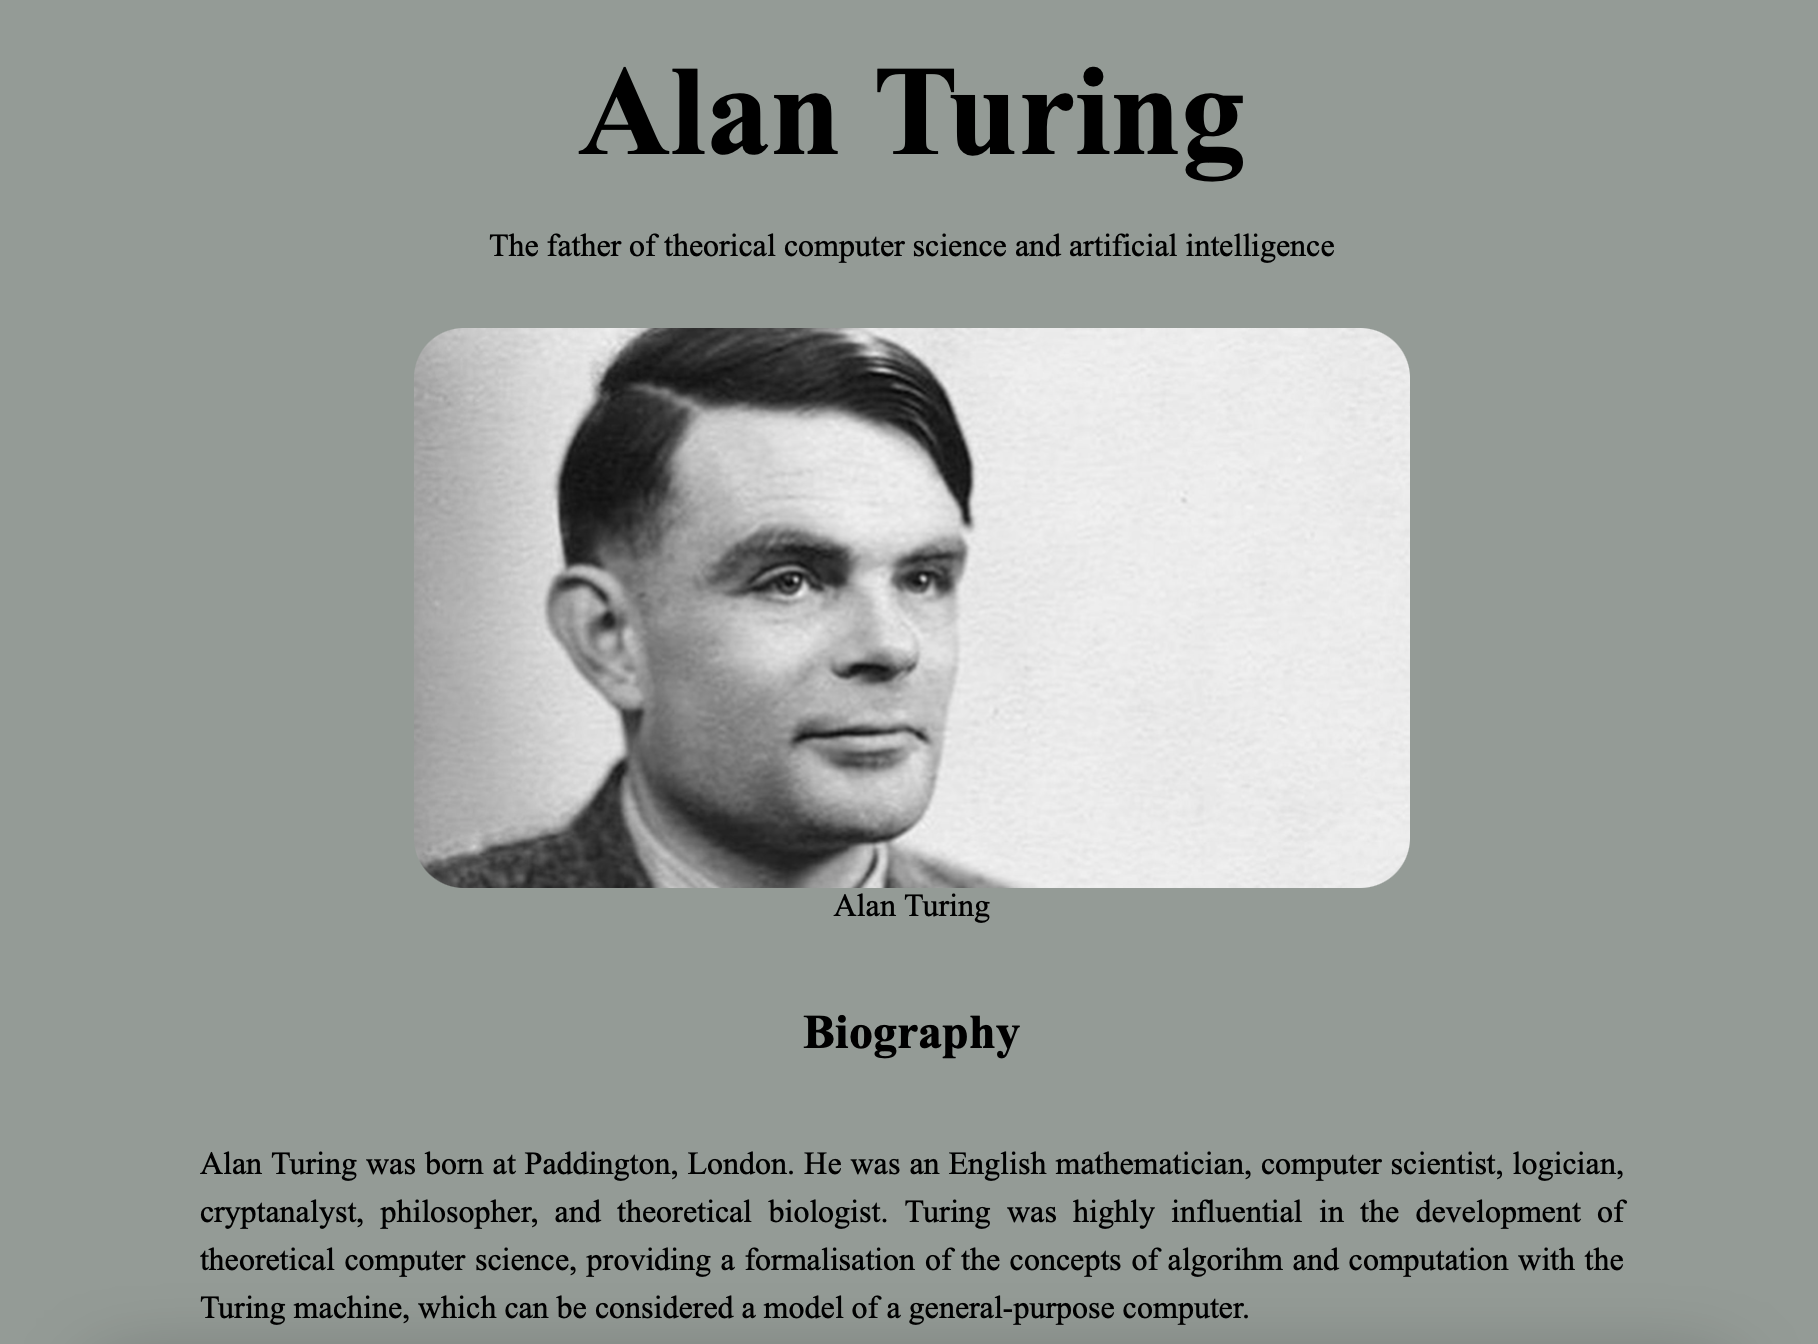 Alan Turing
The father of theorical computer science and artificial intelligence
Alan Turing
Biography
Alan Turing was born at Paddington, London. He was an English mathematician, computer scientist, logician,
cryptanalyst, philosopher, and theoretical biologist. Turing was highly influential in the development of
theoretical computer science, providing a formalisation of the concepts of algorihm and computation with the
Turing machine, which can be considered a model of a general-purpose computer.